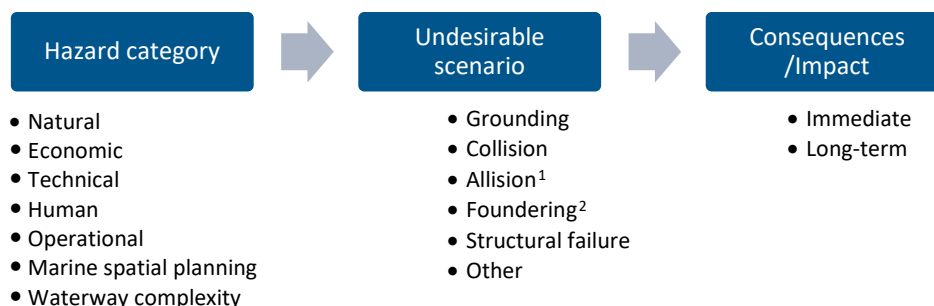 Hazard category
Undesirable
scenario
Consequences
/Impact
• Natural
• Economic
• Technical
• Human
• Operational
• Marine spatial planning
• Waterway complexity
• Grounding
• Collision
• Allision¹
• Foundering²
• Structural failure
• Other
• Immediate
• Long-term